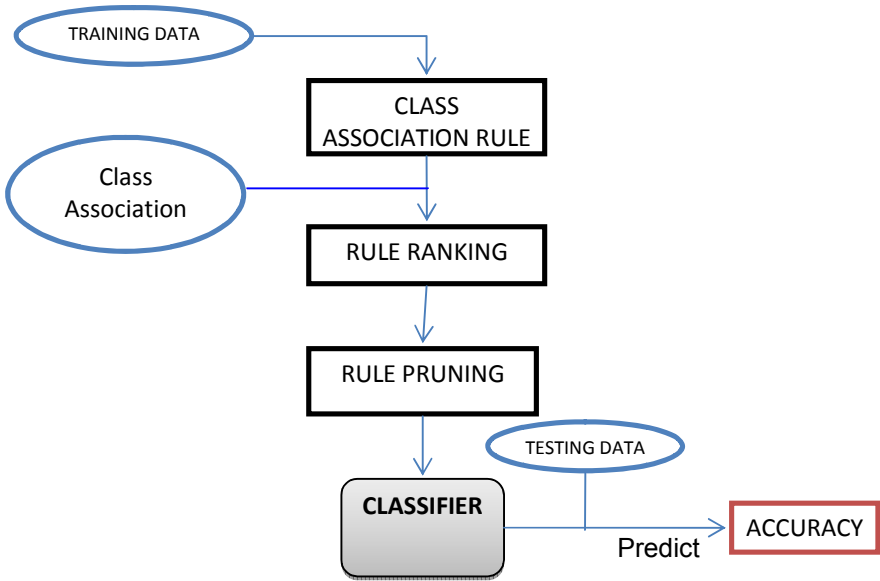 TRAINING DATA
CLASS
ASSOCIATION RULE
Class
Association
RULE RANKING
RULE PRUNING
TESTING DATA
CLASSIFIER
Predict
ACCURACY